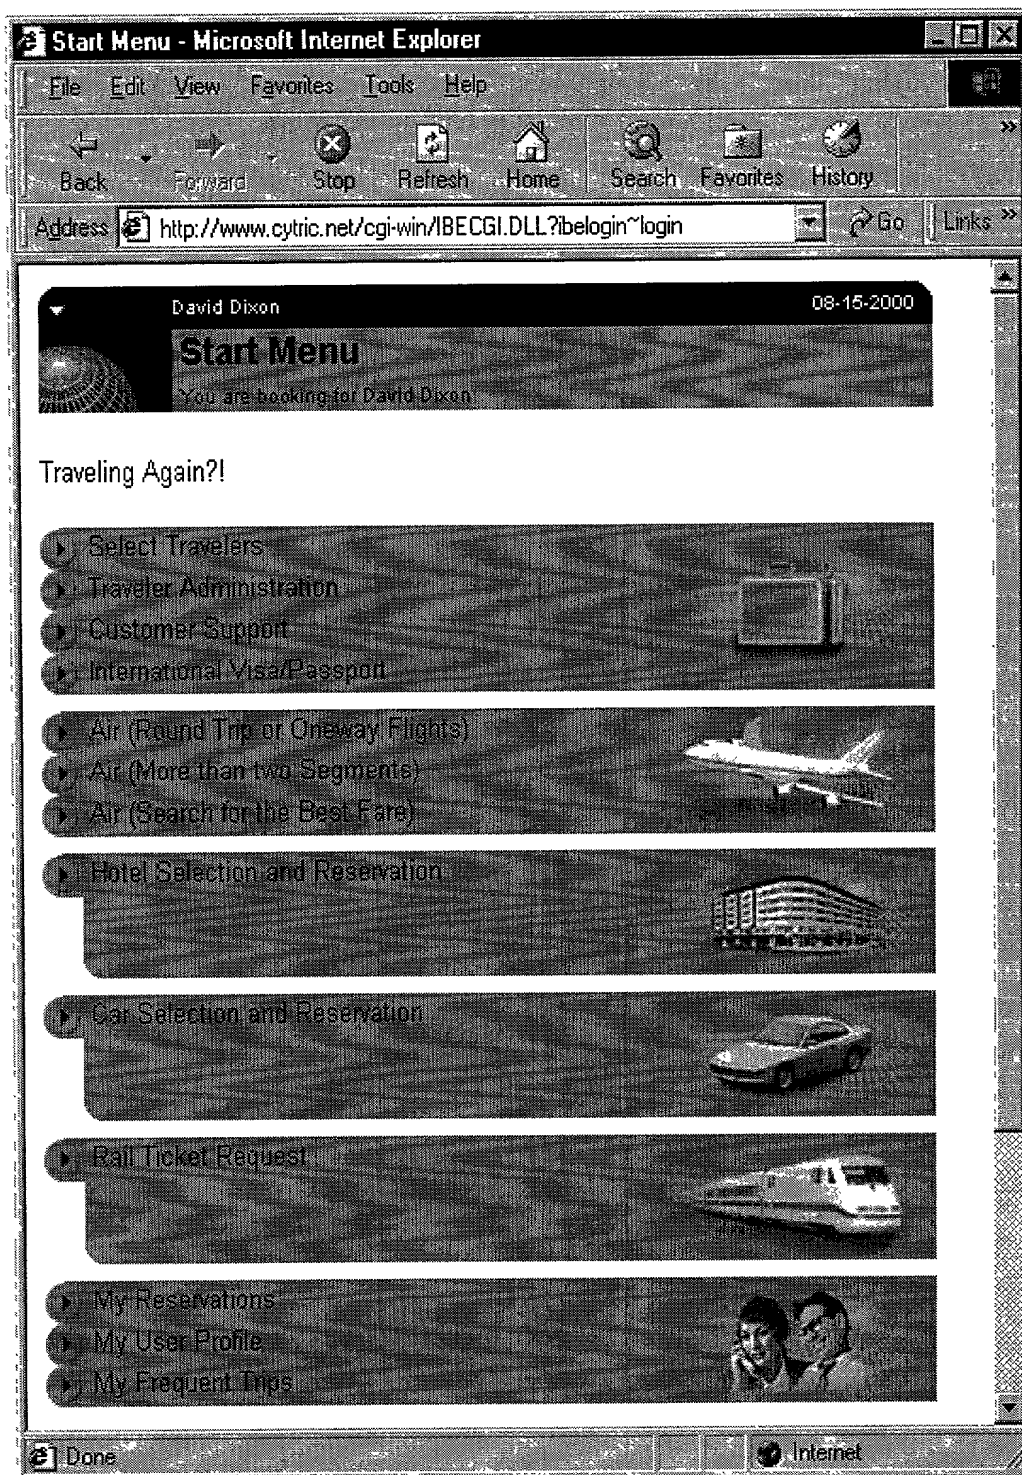 Start Menu - Microsoft Internet Explorer
File Edit View Favorites Tools Help
Back Forward Stop Refresh Home Search Favorites History »
Address http://www.cytric.net/cgi-win/IBECGI.DLL?ibelogin~login Go Links »
David Dixon 08-15-2000
Start Menu
You are booking for David Dixon
Traveling Again?!
Select Travelers
Traveler Administration
Customer Support
International Visa/Passport
Air (Round Trip or Oneway Flights)
Air (More than two Segments)
Air (Search for the Best Fare)
Hotel Selection and Reservation
Car Selection and Reservation
Rail Ticket Request
My Reservations
My User Profile
My Frequent Trips
Done Internet